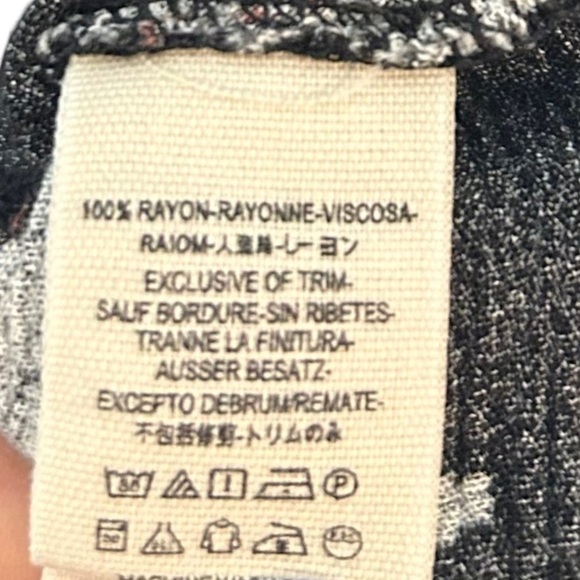 100% RAYON-RAYONNE-VISCOSA-
RAIOM-人造絲-レーヨン
EXCLUSIVE OF TRIM-
SAUF BORDURE-SIN RIBETES-
TRANNE LA FINITURA-
AUSSER BESATZ-
EXCEPTO DEBRUM/REMATE-
不包括修剪-トリムのみ
P